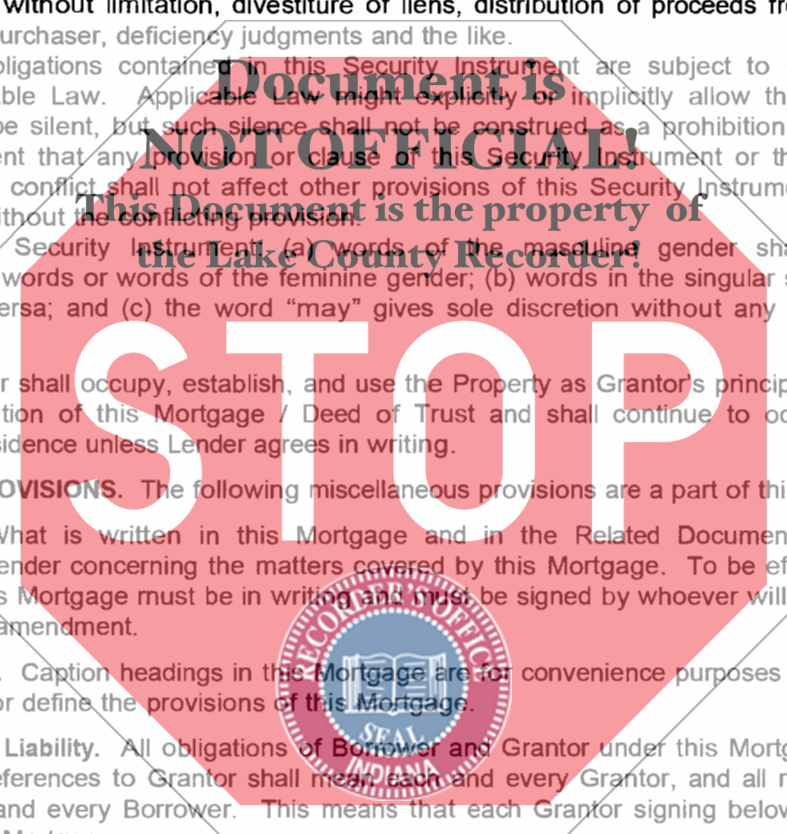 without limitation, divestiture of liens, distribution of proceeds
urchaser, deficiency judgments and the like.
Document is
ligations contained in this Security Instrument are subject to
ble Law. Applicable Law might explicitly or implicitly allow th
NOT OFFICIAL!
e silent, but such silence shall not be construed as a prohibition
nt that any provision or clause of this Security Instrument or th
conflict shall not affect other provisions of this Security Instrum
This Document is the property of
ithout the conflicting provision.
Security Instrument: (a) words of the masculine gender sha
the Lake County Recorder!
words or words of the feminine gender; (b) words in the singular
ersa; and (c) the word “may” gives sole discretion without any
STOP
r shall occupy, establish, and use the Property as Grantor's princip
tion of this Mortgage / Deed of Trust and shall continue to oc
sidence unless Lender agrees in writing.
OVISIONS. The following miscellaneous provisions are a part of thi
What is written in this Mortgage and in the Related Documen
ender concerning the matters covered by this Mortgage. To be ef
s Mortgage must be in writing and must be signed by whoever will
amendment.
RECORDER'S OFFICE
SEAL
INDIANA
. Caption headings in this Mortgage are for convenience purposes
or define the provisions of this Mortgage.
Liability. All obligations of Borrower and Grantor under this Mortg
eferences to Grantor shall mean each and every Grantor, and all r
and every Borrower. This means that each Grantor signing belov